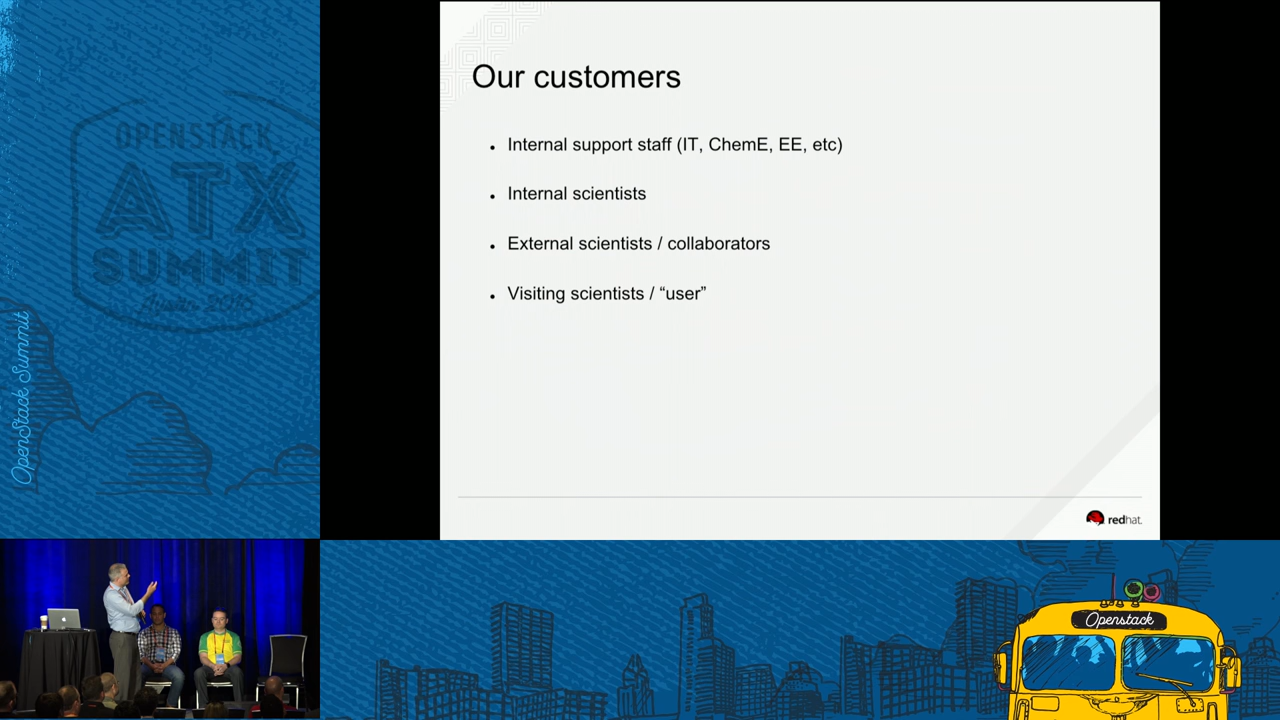 Our customers
Internal support staff (IT, ChemE, EE, etc)
Internal scientists
External scientists / collaborators
Visiting scientists / “user”
redhat.
OPENSTACK
ATX
SUMMIT
OpenStack Summit
Openstack